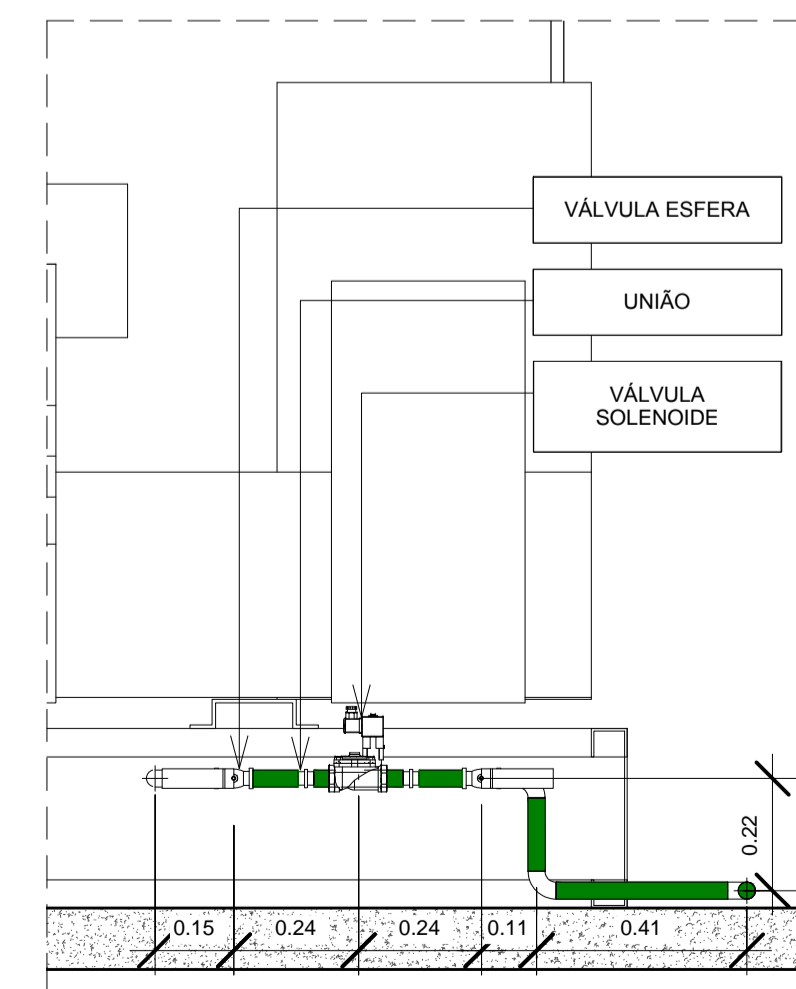 VÁLVULA ESFERA
UNIÃO
VÁLVULA
SOLENOIDE
0.22
0.15
0.24
0.24
0.11
0.41